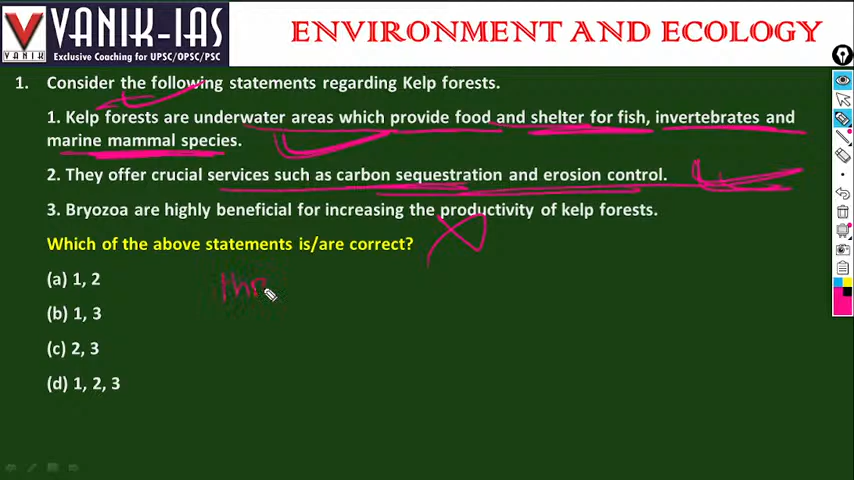 VANIK-IAS
VANIK
Exclusive Coaching for UPSC/OPSC/PSC
ENVIRONMENT AND ECOLOGY
1. Consider the following statements regarding Kelp forests.
1. Kelp forests are underwater areas which provide food and shelter for fish, invertebrates and
marine mammal species.
2. They offer crucial services such as carbon sequestration and erosion control.
3. Bryozoa are highly beneficial for increasing the productivity of kelp forests.
Which of the above statements is/are correct?
(a) 1, 2
thr
(b) 1, 3
(c) 2, 3
(d) 1, 2, 3